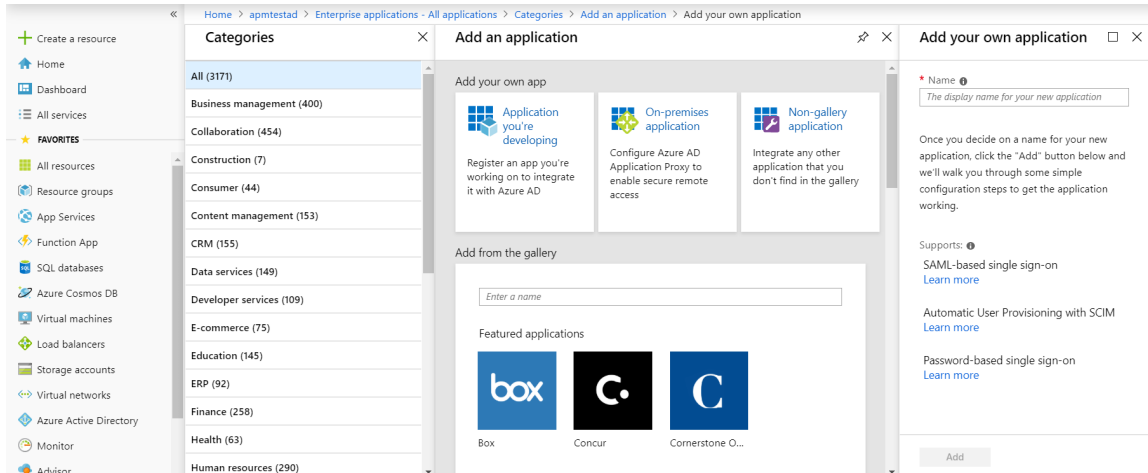 «
Home > apmtestad > Enterprise applications - All applications > Categories > Add an application > Add your own application
Create a resource
Home
Dashboard
All services
FAVORITES
All resources
Resource groups
App Services
Function App
SQL databases
Azure Cosmos DB
Virtual machines
Load balancers
Storage accounts
Virtual networks
Azure Active Directory
Monitor
Advisor
Categories
All (3171)
Business management (400)
Collaboration (454)
Construction (7)
Consumer (44)
Content management (153)
CRM (155)
Data services (149)
Developer services (109)
E-commerce (75)
Education (145)
ERP (92)
Finance (258)
Health (63)
Human resources (290)
Add an application
Add your own app
Application
you're
developing
Register an app you're
working on to integrate
it with Azure AD
On-premises
application
Configure Azure AD
Application Proxy to
enable secure remote
access
Non-gallery
application
Integrate any other
application that you
don't find in the gallery
Add from the gallery
Enter a name
Featured applications
box
C.
C
Box
Concur
Cornerstone O...
Add your own application
* Name
The display name for your new application
Once you decide on a name for your new
application, click the "Add" button below and
we'll walk you through some simple
configuration steps to get the application
working.
Supports:
SAML-based single sign-on
Learn more
Automatic User Provisioning with SCIM
Learn more
Password-based single sign-on
Learn more
Add